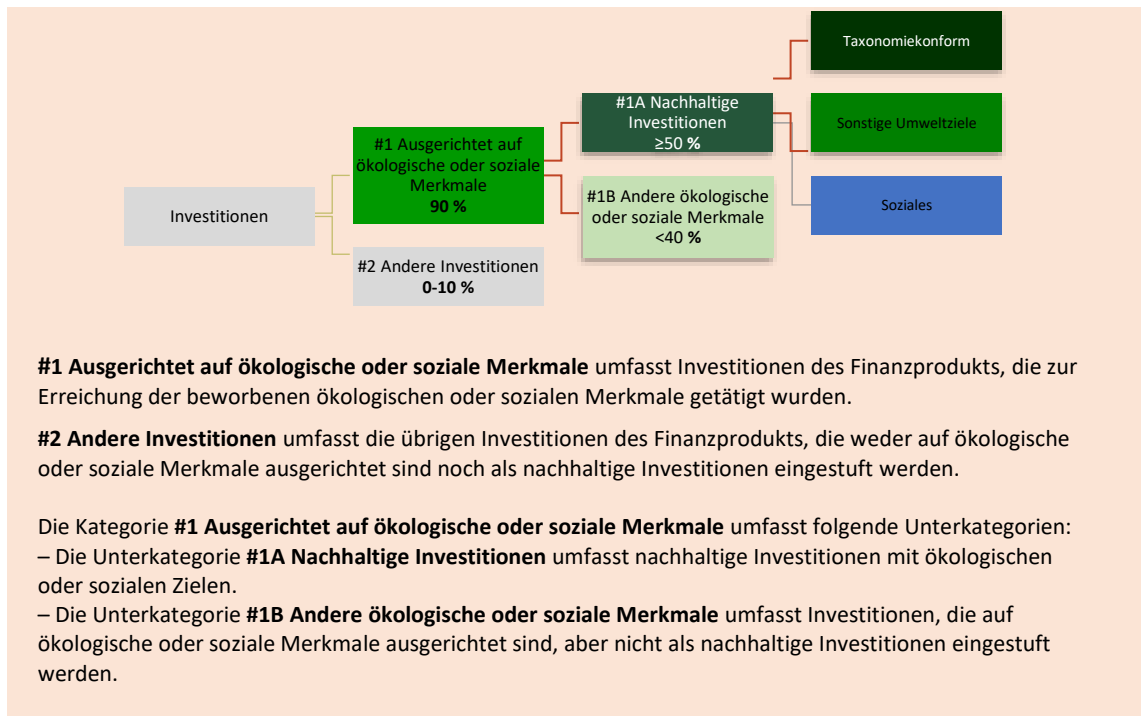 Taxonomiekonform
#1A Nachhaltige
Investitionen
≥50 %
Sonstige Umweltziele
#1 Ausgerichtet auf
ökologische oder soziale
Merkmale
90 %
#1B Andere ökologische
oder soziale Merkmale
<40 %
Soziales
Investitionen
#2 Andere Investitionen
0-10 %
#1 Ausgerichtet auf ökologische oder soziale Merkmale umfasst Investitionen des Finanzprodukts, die zur
Erreichung der beworbenen ökologischen oder sozialen Merkmale getätigt wurden.
#2 Andere Investitionen umfasst die übrigen Investitionen des Finanzprodukts, die weder auf ökologische
oder soziale Merkmale ausgerichtet sind noch als nachhaltige Investitionen eingestuft werden.
Die Kategorie #1 Ausgerichtet auf ökologische oder soziale Merkmale umfasst folgende Unterkategorien:
– Die Unterkategorie #1A Nachhaltige Investitionen umfasst nachhaltige Investitionen mit ökologischen
oder sozialen Zielen.
– Die Unterkategorie #1B Andere ökologische oder soziale Merkmale umfasst Investitionen, die auf
ökologische oder soziale Merkmale ausgerichtet sind, aber nicht als nachhaltige Investitionen eingestuft
werden.